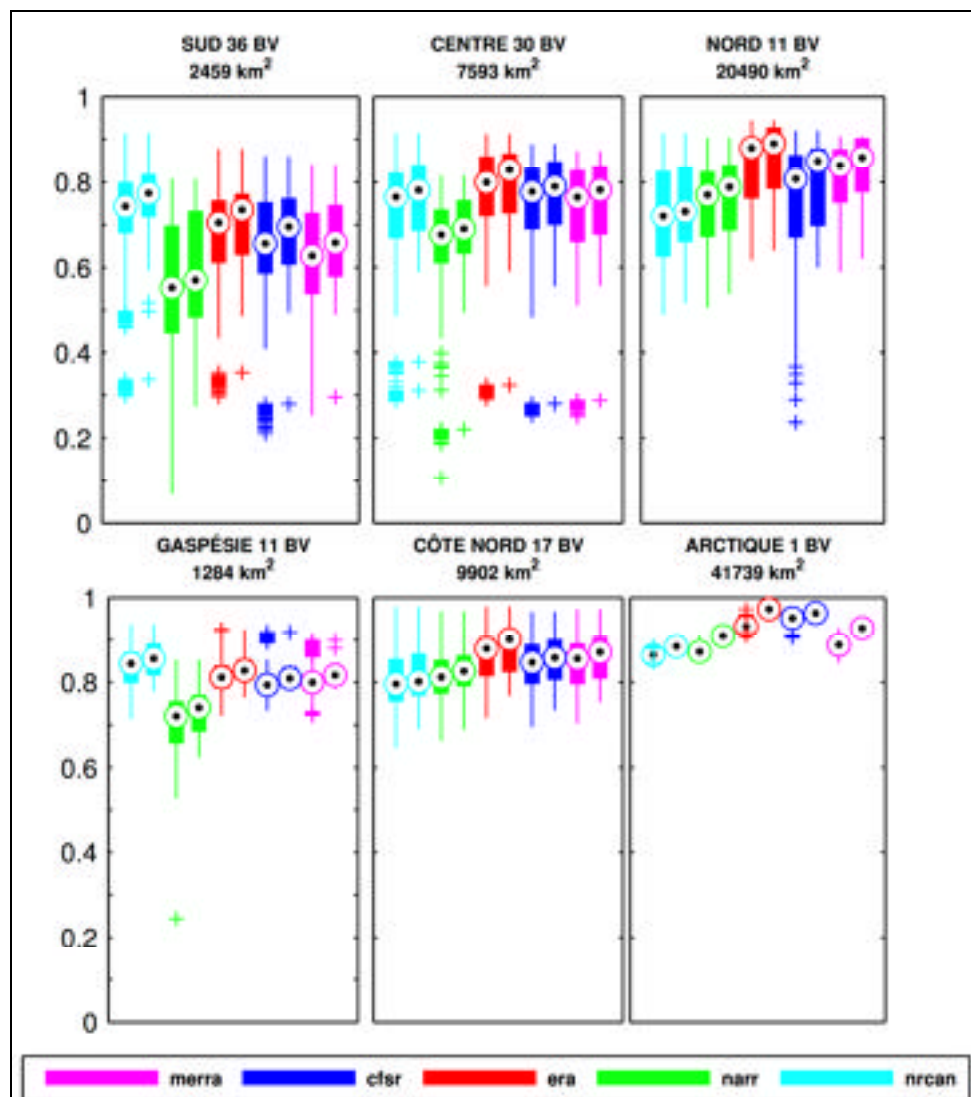 SUD 36 BV
2459 km²
CENTRE 30 BV
7593 km²
NORD 11 BV
20490 km²
1
0.8
0.6
0.4
0.2
0
GASPÉSIE 11 BV
1284 km²
CÔTE NORD 17 BV
9902 km²
ARCTIQUE 1 BV
41739 km²
1
0.8
0.6
0.4
0.2
0
merra cfsr era narr nrcan